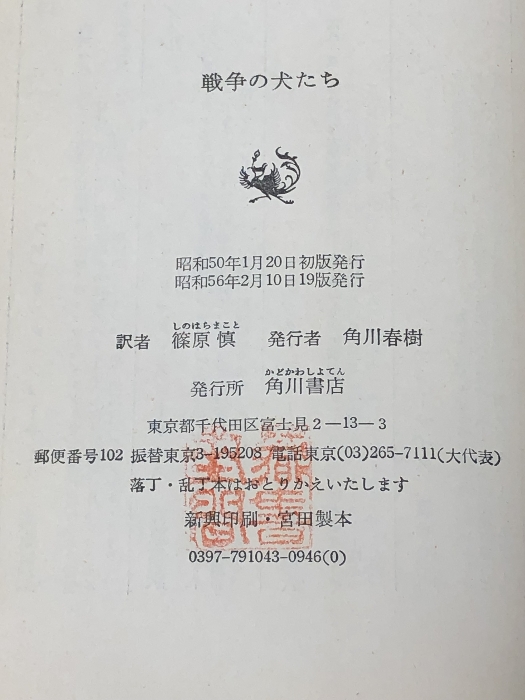 戦争の犬たち
昭和50年1月20日初版発行
昭和56年2月10日19版発行
しのはらまこと
訳者 篠原 慎 発行者 角川春樹
かどかわしよてん
発行所 角川書店
東京都千代田区富士見2―13―3
郵便番号102 振替東京3-195208 電話東京(03)265-7111(大代表)
落丁・乱丁本はおとりかえいたします
新興印刷・宮田製本
0397-791043-0946(0)